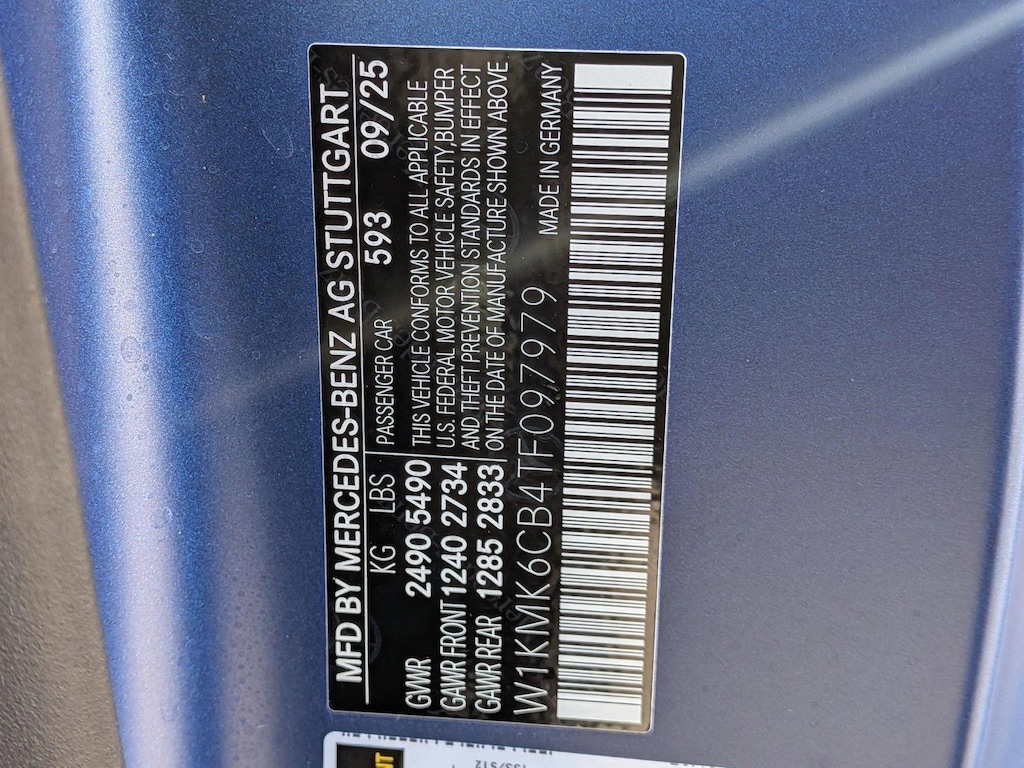 MFD BY MERCEDES-BENZ AG STUTTGART
KG LBS PASSENGER CAR 593 09/25
GVWR 2490 5490 THIS VEHICLE CONFORMS TO ALL APPLICABLE
GAWR FRONT 1240 2734 U.S. FEDERAL MOTOR VEHICLE SAFETY,BUMPER
GAWR REAR 1285 2833 AND THEFT PREVENTION STANDARDS IN EFFECT
ON THE DATE OF MANUFACTURE SHOWN ABOVE
MADE IN GERMANY
W1KMK6CB4TF097979